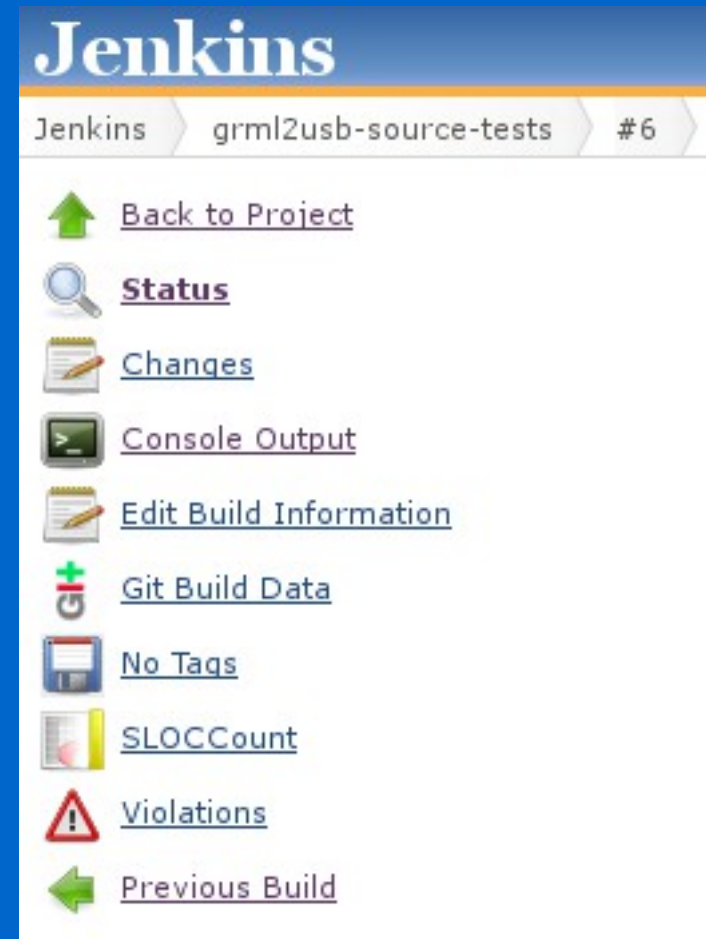 Jenkins
Jenkins grml2usb-source-tests #6
Back to Project
Status
Changes
Console Output
Edit Build Information
Git Build Data
No Tags
SLOCCount
Violations
Previous Build